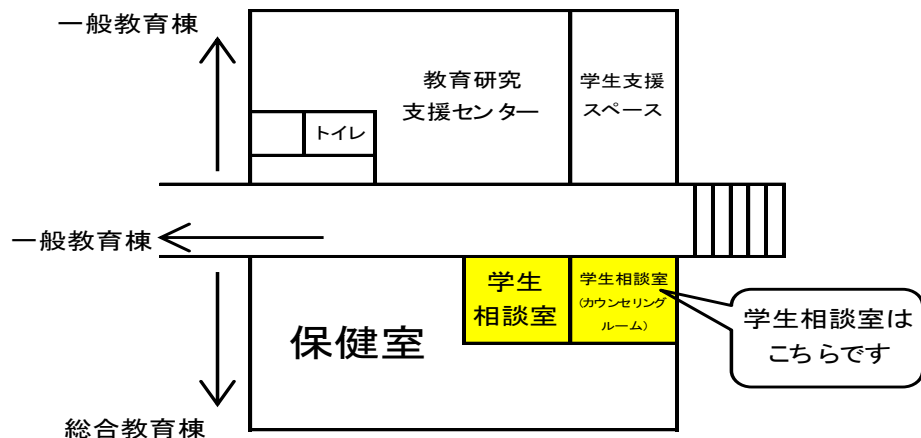 一般教育棟
教育研究
支援センター
学生支援
スペース
トイレ
一般教育棟
学生
相談室
学生相談室
(カウンセリング
ルーム)
学生相談室は
こちらです
保健室
総合教育棟